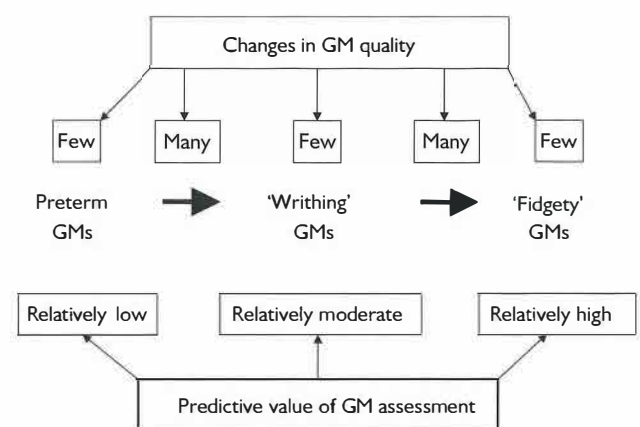 Changes in GM quality
Few Many Few Many Few
Preterm ‘Writhing’ ‘Fidgety’
GMs GMs GMs
Relatively low Relatively moderate Relatively high
Predictive value of GM assessment